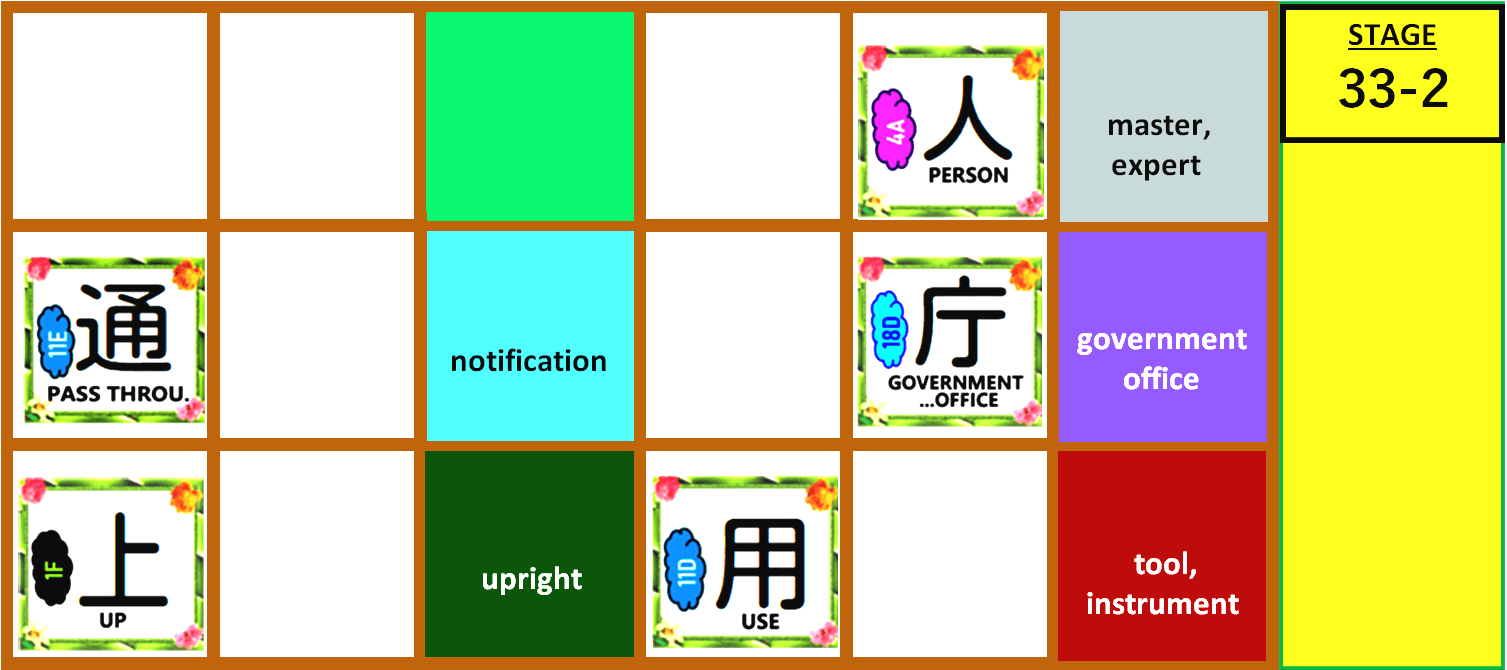 4A
人
PERSON
master,
expert
STAGE
33-2
11E
通
PASS THROU.
notification
18D
庁
GOVERNMENT
...OFFICE
government
office
1F
上
UP
upright
11D
用
USE
tool,
instrument